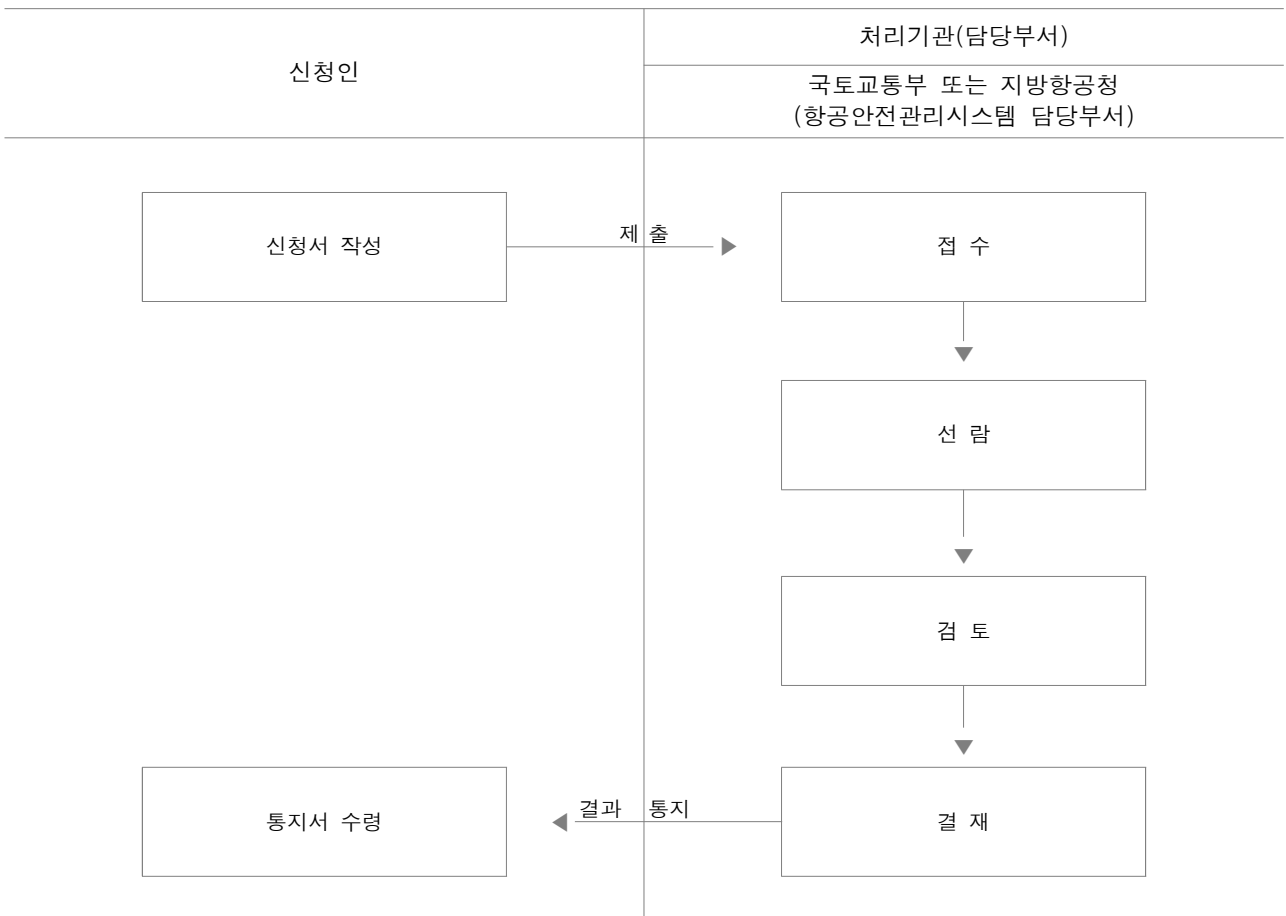 신청인
처리기관(담당부서)
국토교통부 또는 지방항공청
(항공안전관리시스템 담당부서)
신청서 작성
제 출
접 수
선 람
검 토
통지서 수령
결과 통지
결 재